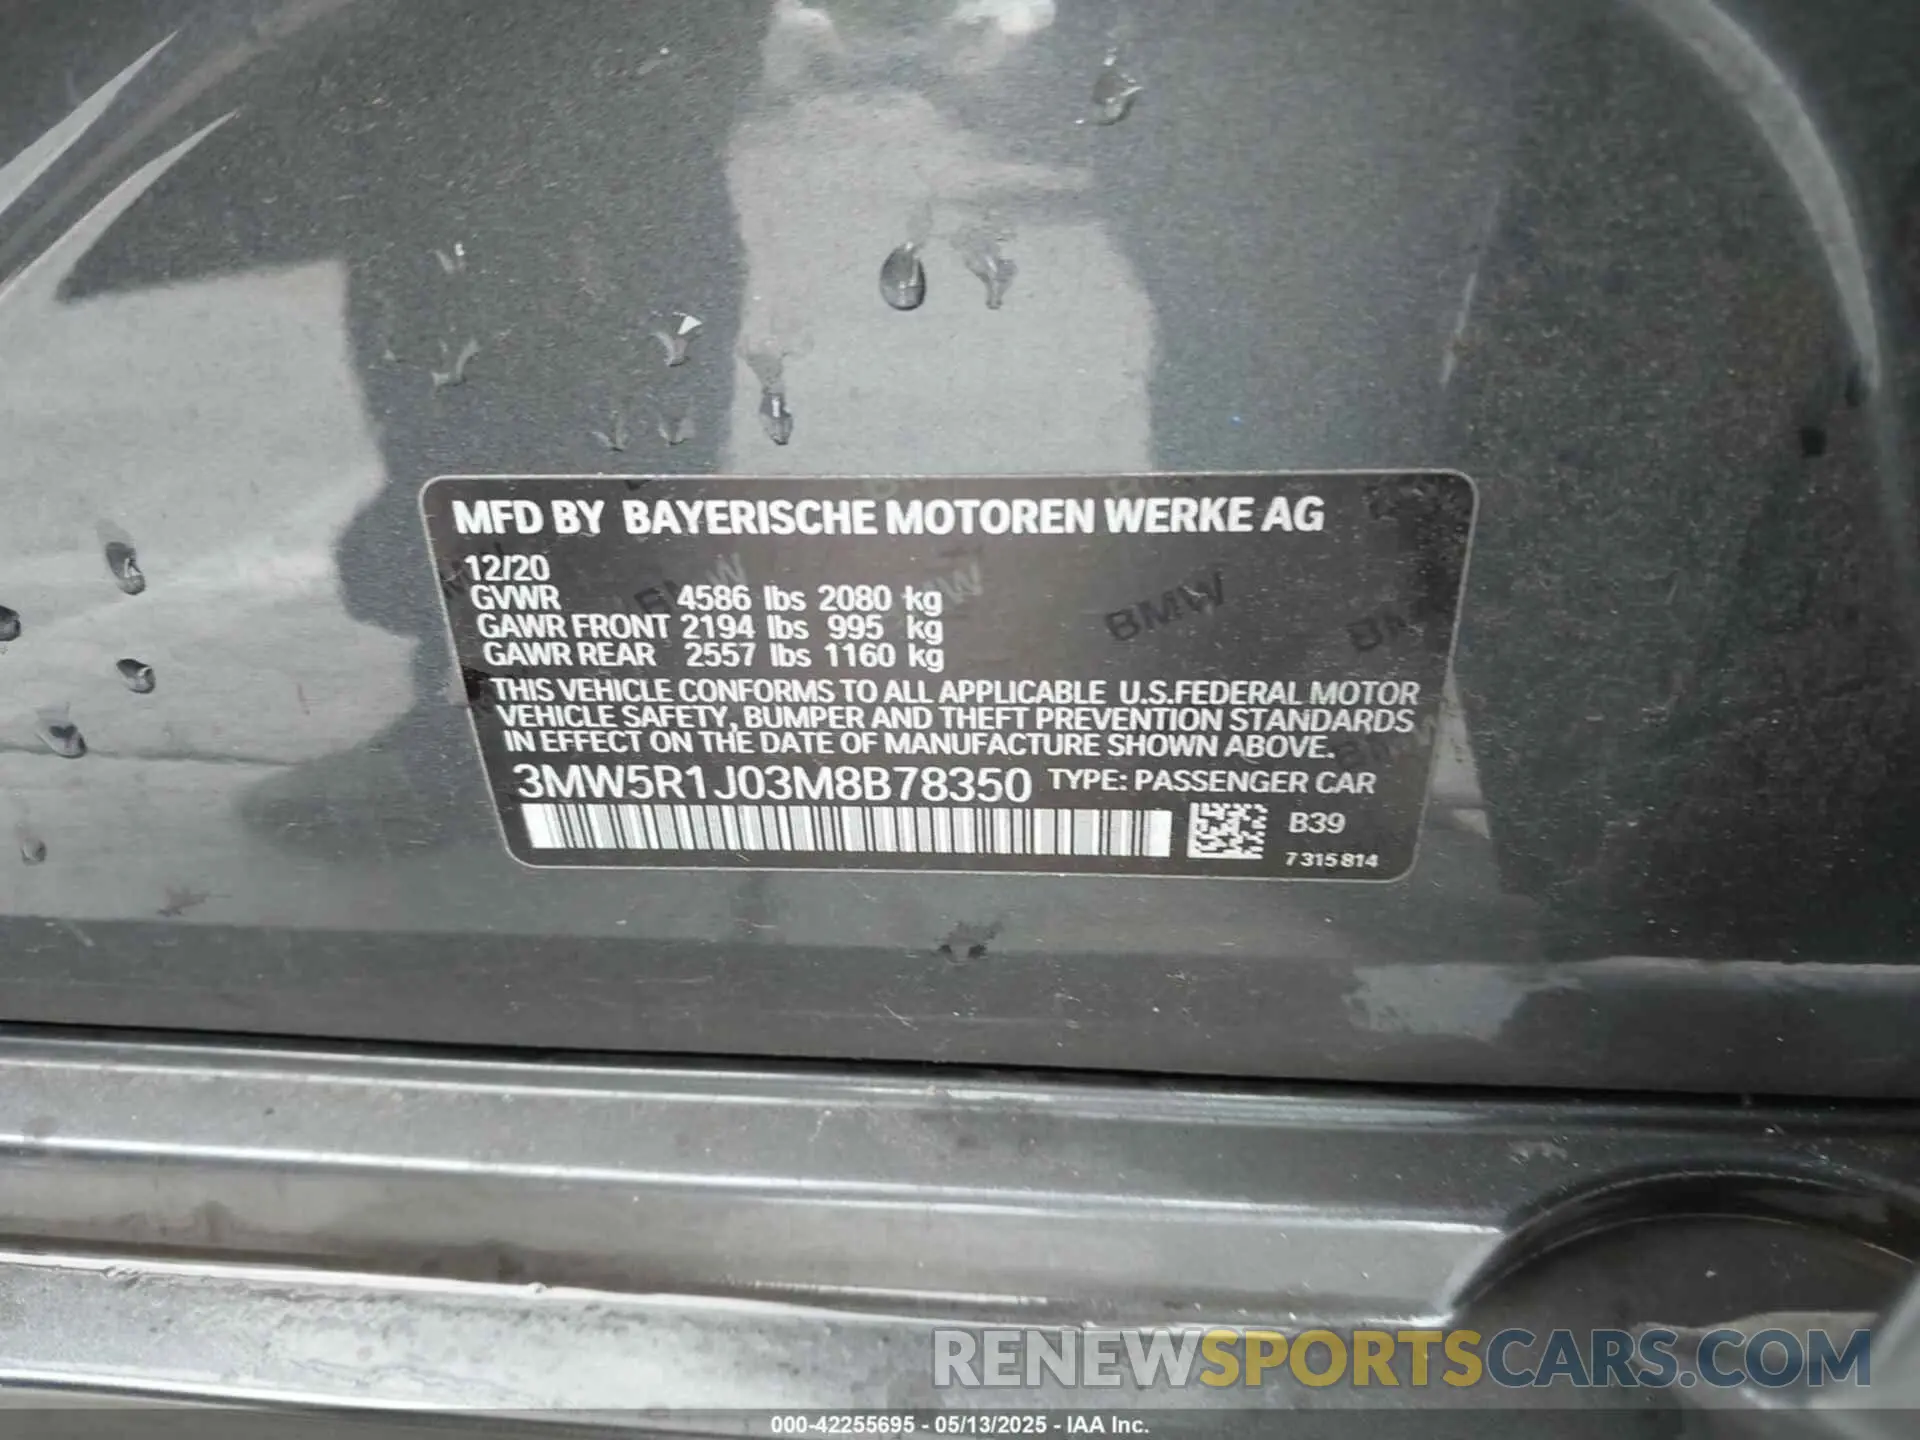 MFD BY BAYERISCHE MOTOREN WERKE AG
12/20
GVWR 4586 lbs 2080 kg
GAWR FRONT 2194 lbs 995 kg
GAWR REAR 2557 lbs 1160 kg
THIS VEHICLE CONFORMS TO ALL APPLICABLE U.S.FEDERAL MOTOR
VEHICLE SAFETY, BUMPER AND THEFT PREVENTION STANDARDS
IN EFFECT ON THE DATE OF MANUFACTURE SHOWN ABOVE.
3MW5R1J03M8B78350 TYPE: PASSENGER CAR
B39
7 315 814
BMW
RENEWSPORTSCARS.COM
000-42255695 - 05/13/2025 - IAA Inc.